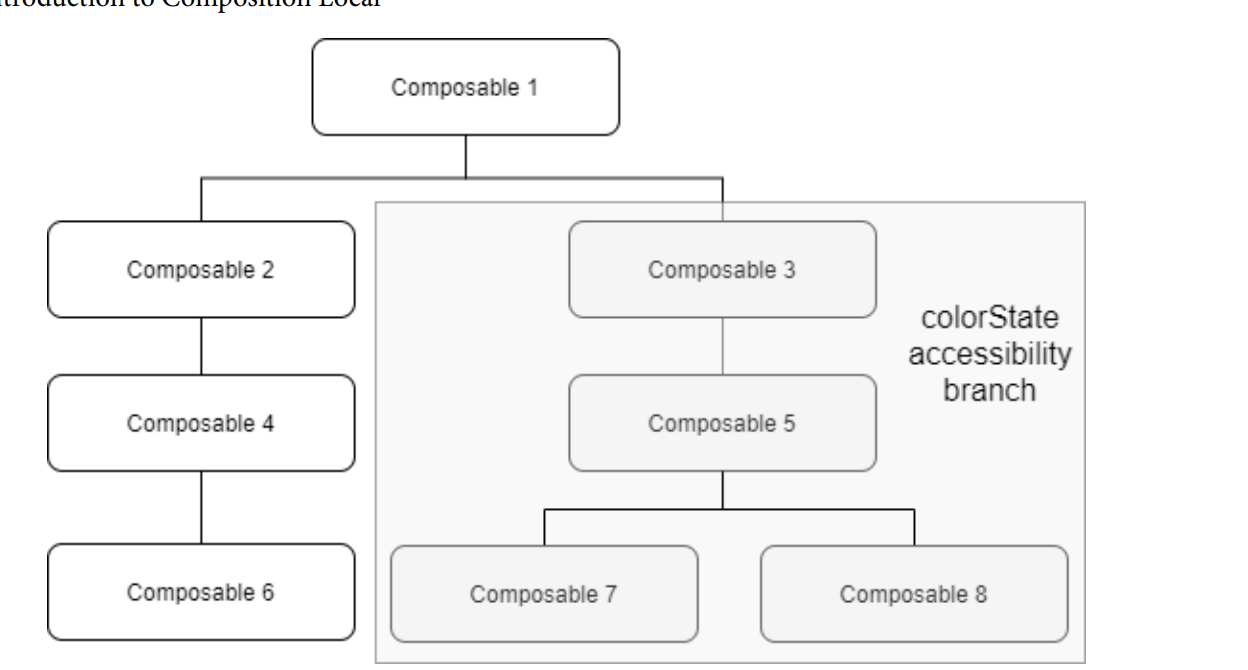 to Composition Local
Composable 1
Composable 2
Composable 3
colorState
accessibility
branch
Composable 4
Composable 5
Composable 6
Composable 7
Composable 8